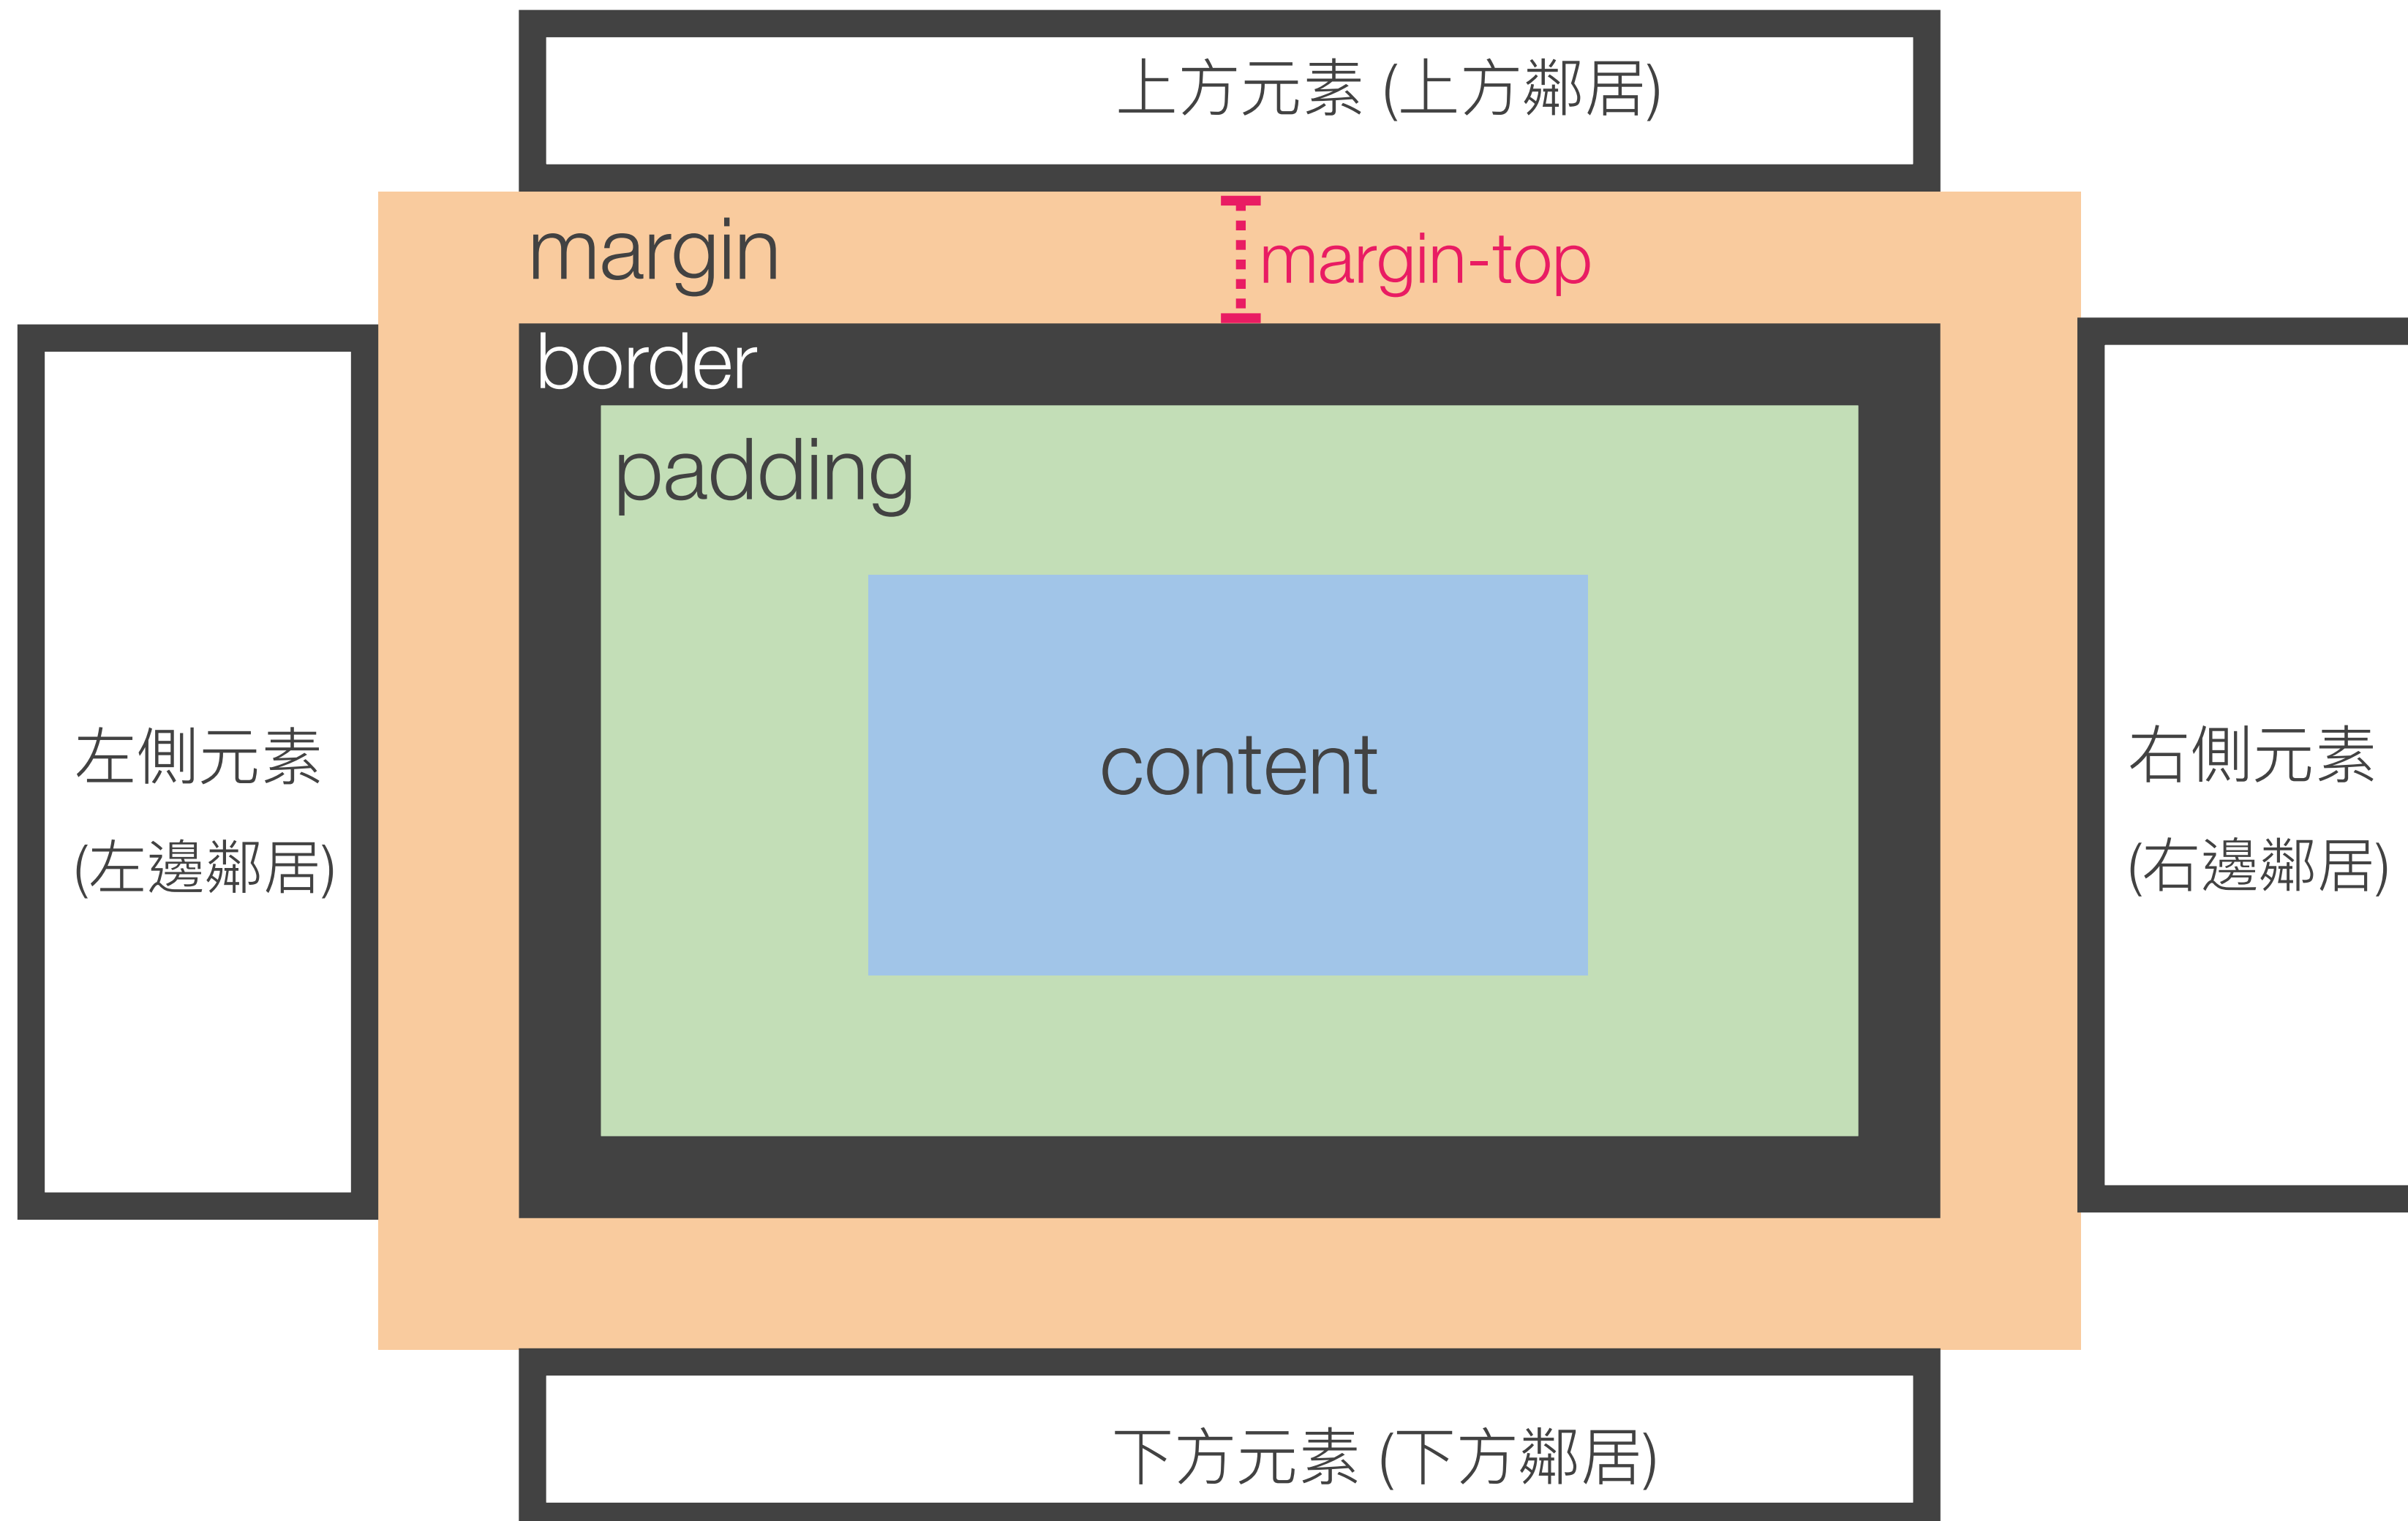 上方元素 (上方鄰居)
margin
margin-top
border
padding
content
左側元素
(左邊鄰居)
右側元素
(右邊鄰居)
下方元素 (下方鄰居)